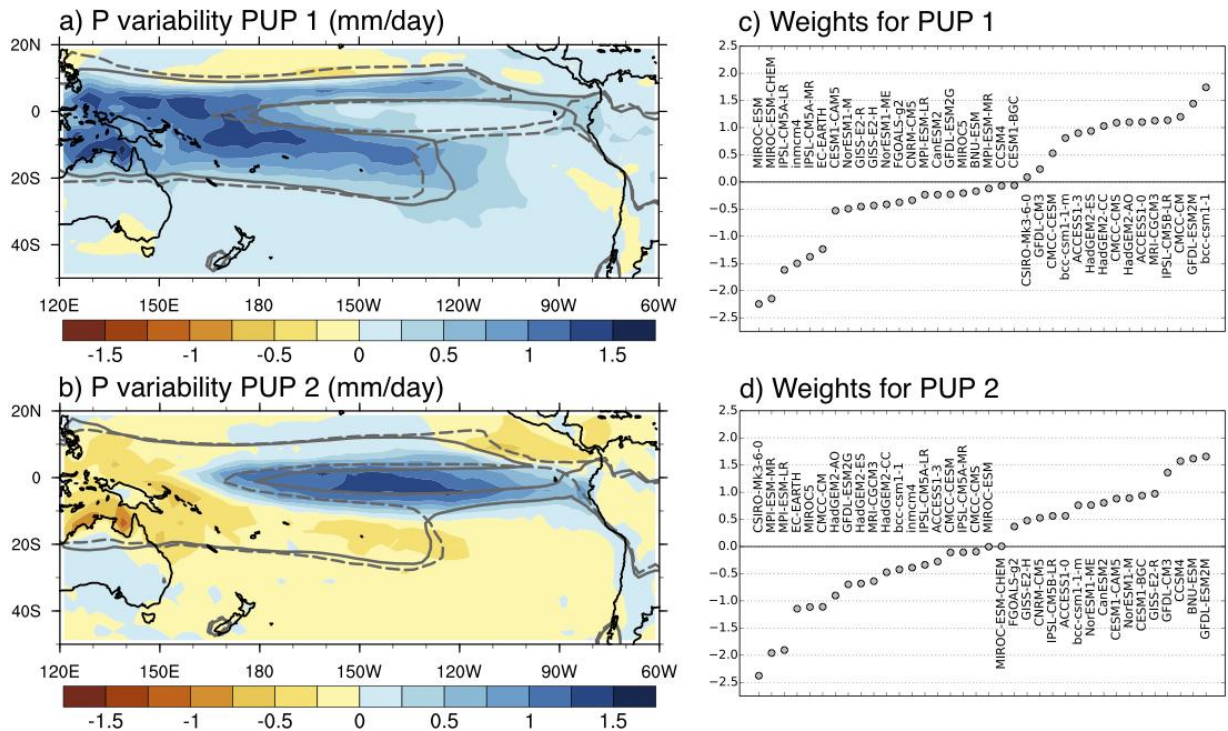 a) P variability PUP 1 (mm/day)
20N
0
20S
40S
120E 150E 180 150W 120W 90W 60W
-1.5 -1 -0.5 0 0.5 1 1.5
b) P variability PUP 2 (mm/day)
20N
0
20S
40S
120E 150E 180 150W 120W 90W 60W
-1.5 -1 -0.5 0 0.5 1 1.5
c) Weights for PUP 1
2.5
2.0
1.5
1.0
0.5
0.0
−0.5
−1.0
−1.5
−2.0
−2.5
MIROC-ESM
MIROC-ESM-CHEM
IPSL-CM5A-LR
inmcm4
IPSL-CM5A-MR
EC-EARTH
CESM1-CAM5
NorESM1-M
GISS-E2-R
GISS-E2-H
NorESM1-ME
FGOALS-g2
CNRM-CM5
MPI-ESM-LR
CanESM2
GFDL-ESM2G
MIROC5
BNU-ESM
MPI-ESM-MR
CCSM4
CESM1-BGC
CSIRO-Mk3-6-0
GFDL-CM3
CMCC-CESM
bcc-csm1-1-m
ACCESS1-3
HadGEM2-ES
HadGEM2-CC
CMCC-CMS
HadGEM2-AO
ACCESS1-0
MRI-CGCM3
IPSL-CM5B-LR
CMCC-CM
GFDL-ESM2M
bcc-csm1-1
d) Weights for PUP 2
2.5
2.0
1.5
1.0
0.5
0.0
−0.5
−1.0
−1.5
−2.0
−2.5
CSIRO-Mk3-6-0
MPI-ESM-MR
MPI-ESM-LR
EC-EARTH
MIROC5
CMCC-CM
HadGEM2-AO
GFDL-ESM2G
HadGEM2-ES
MRI-CGCM3
HadGEM2-CC
bcc-csm1-1
inmcm4
IPSL-CM5A-LR
ACCESS1-3
CMCC-CESM
IPSL-CM5A-MR
CMCC-CMS
MIROC-ESM
MIROC-ESM-CHEM
FGOALS-g2
GISS-E2-H
CNRM-CM5
IPSL-CM5B-LR
ACCESS1-0
bcc-csm1-1-m
NorESM1-ME
CanESM2
CESM1-CAM5
NorESM1-M
CESM1-BGC
GISS-E2-R
GFDL-CM3
CCSM4
BNU-ESM
GFDL-ESM2M